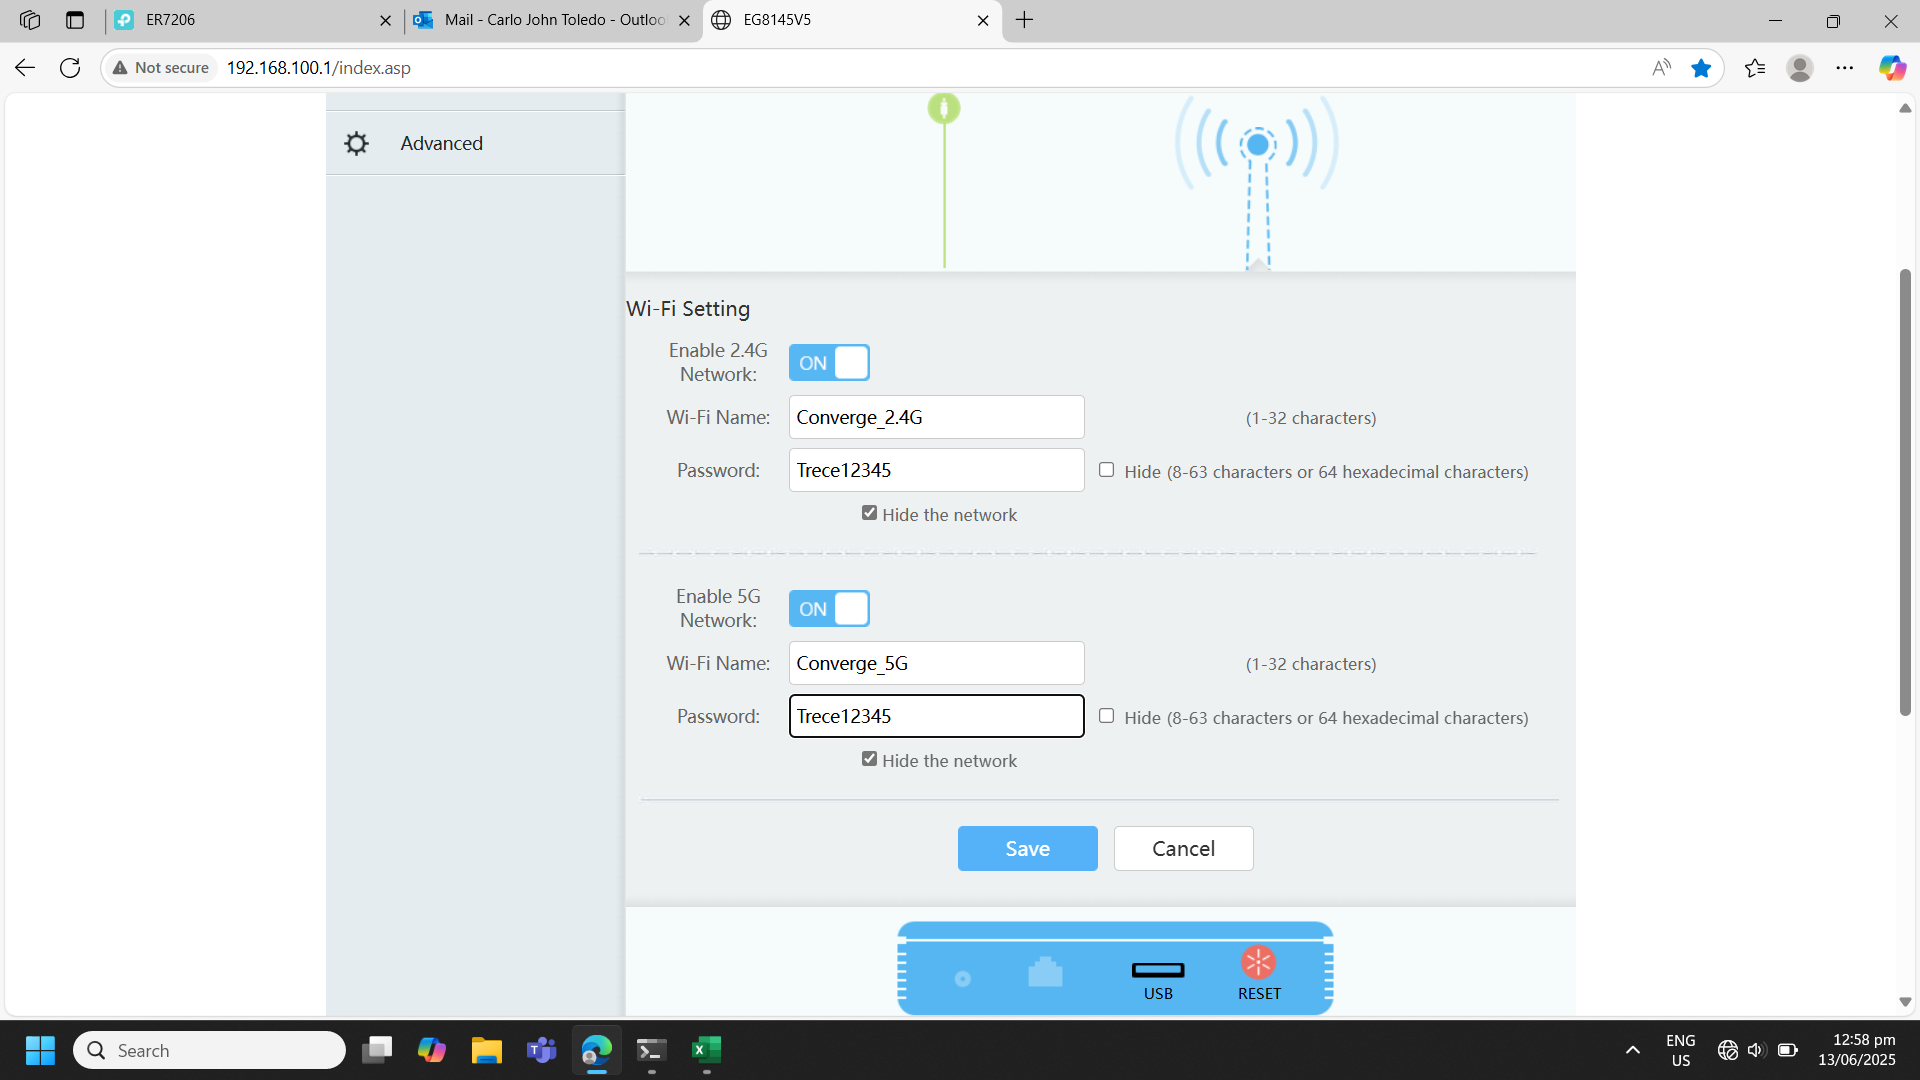 ER7206
Mail - Carlo John Toledo - Outloo
EG8145V5
Not secure
192.168.100.1/index.asp
Advanced
Wi-Fi Setting
Enable 2.4G
Network:
ON
Wi-Fi Name:
Converge_2.4G
(1-32 characters)
Password:
Trece12345
Hide (8-63 characters or 64 hexadecimal characters)
Hide the network
Enable 5G
Network:
ON
Wi-Fi Name:
Converge_5G
(1-32 characters)
Password:
Trece12345
Hide (8-63 characters or 64 hexadecimal characters)
Hide the network
Save
Cancel
USB
RESET
Search
ENG
US
12:58 pm
13/06/2025